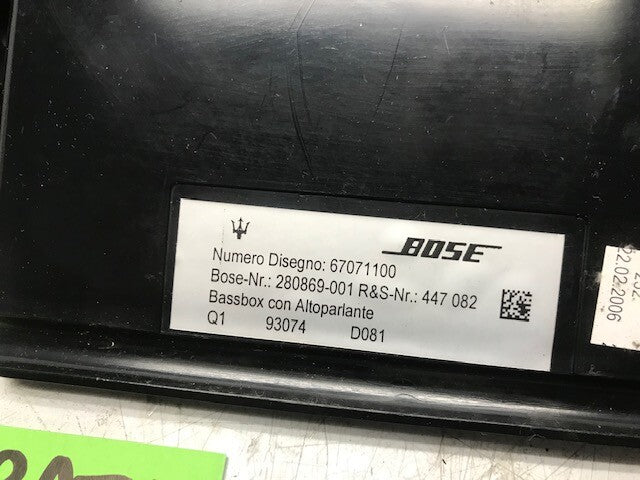 BOSE
Numero Disegno: 67071100
Bose-Nr.: 280869-001 R&S-Nr.: 447 082
Bassbox con Altoparlante
Q1 93074 D081
22.02.2006